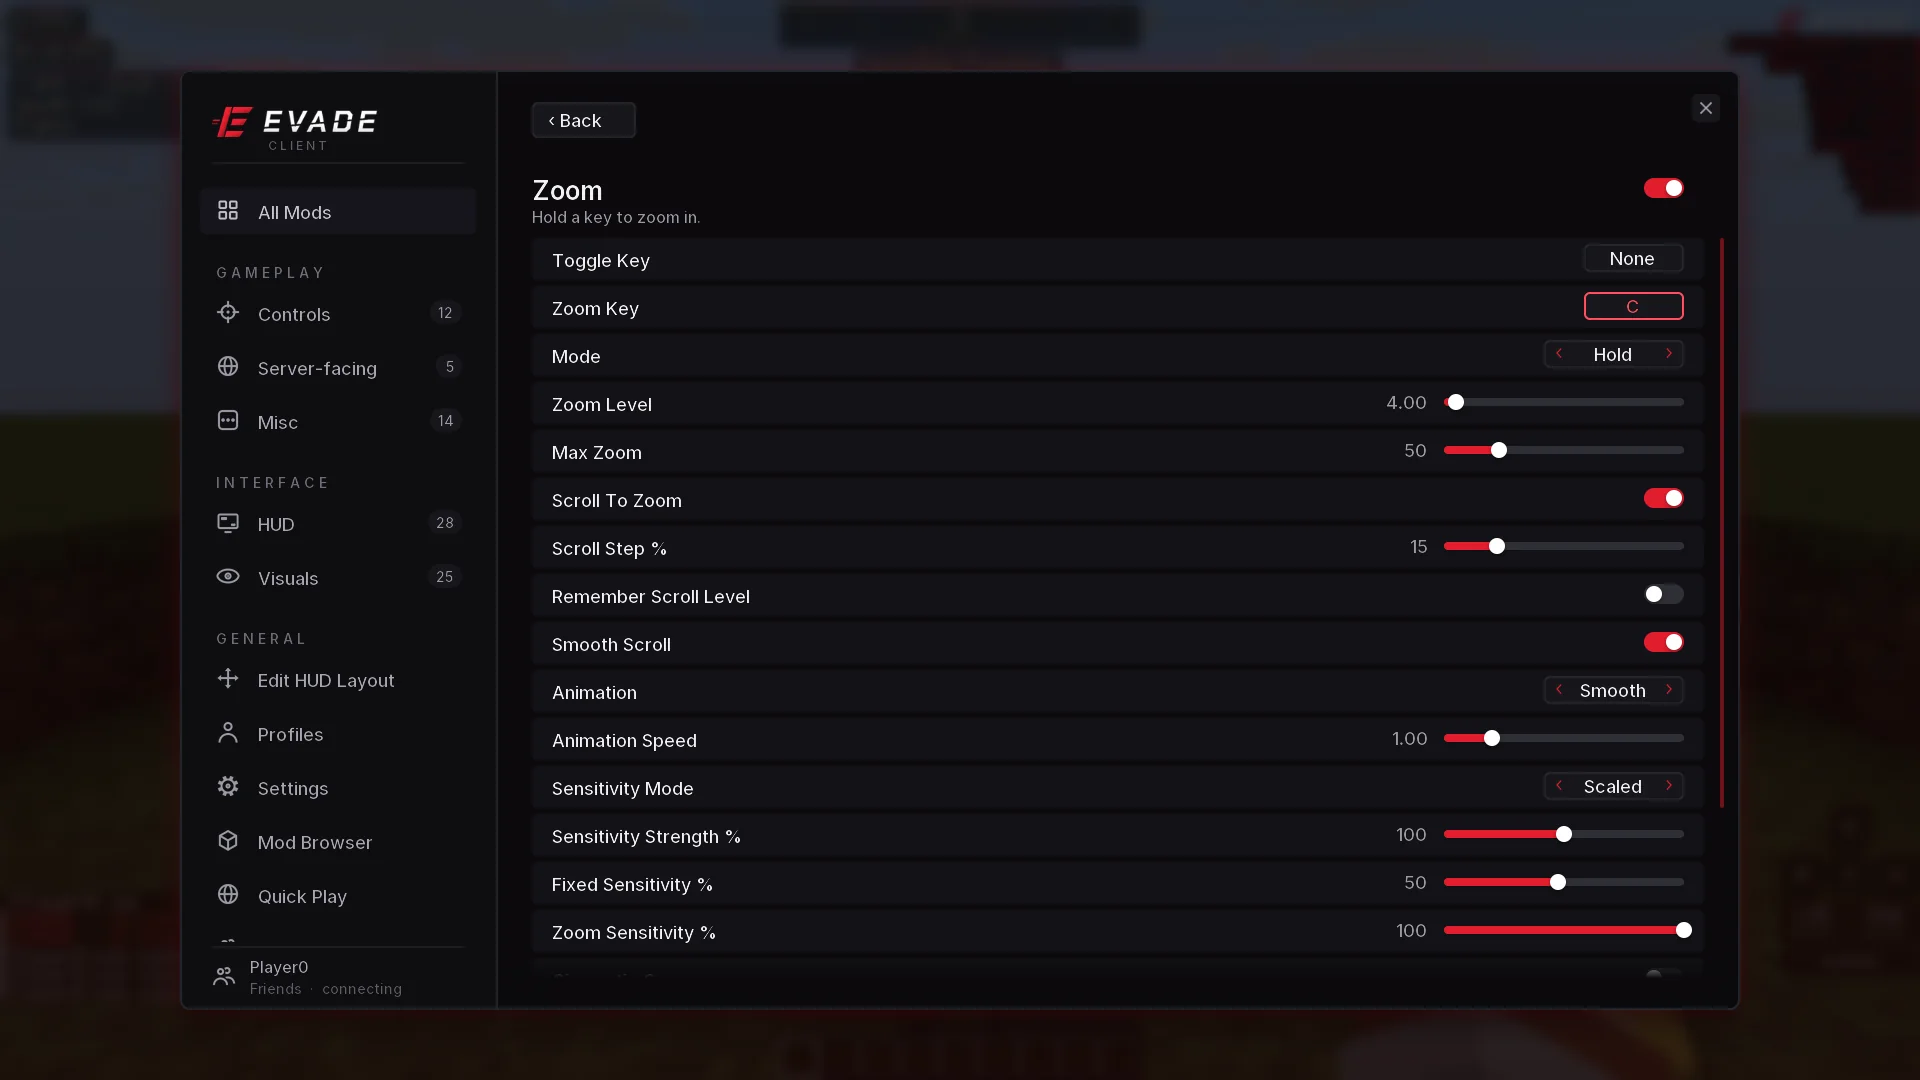 EVADE
CLIENT
All Mods
GAMEPLAY
Controls 12
Server-facing 5
Misc 14
INTERFACE
HUD 28
Visuals 25
GENERAL
Edit HUD Layout
Profiles
Settings
Mod Browser
Quick Play
Player0
Friends · connecting
‹ Back
Zoom
Hold a key to zoom in.
Toggle Key None
Zoom Key C
Mode Hold
Zoom Level 4.00
Max Zoom 50
Scroll To Zoom
Scroll Step % 15
Remember Scroll Level
Smooth Scroll
Animation Smooth
Animation Speed 1.00
Sensitivity Mode Scaled
Sensitivity Strength % 100
Fixed Sensitivity % 50
Zoom Sensitivity % 100